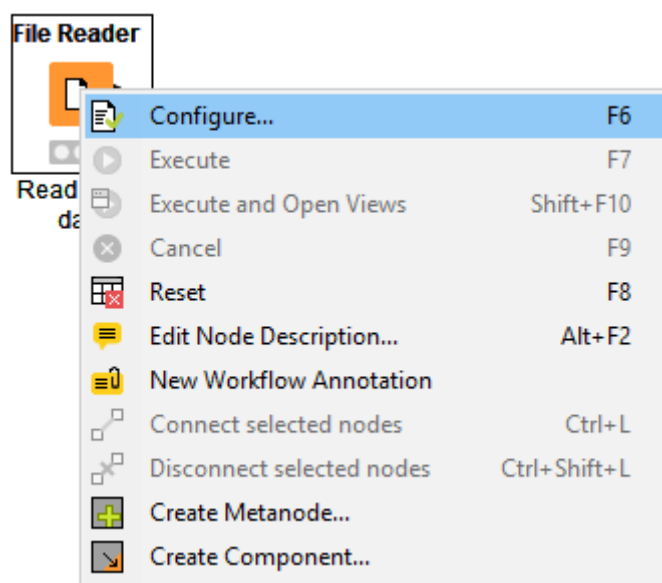 File Reader
Configure... F6
Execute F7
Read
Execute and Open Views Shift+F10
Cancel F9
Reset F8
Edit Node Description... Alt+F2
New Workflow Annotation
Connect selected nodes Ctrl+L
Disconnect selected nodes Ctrl+Shift+L
Create Metanode...
Create Component...